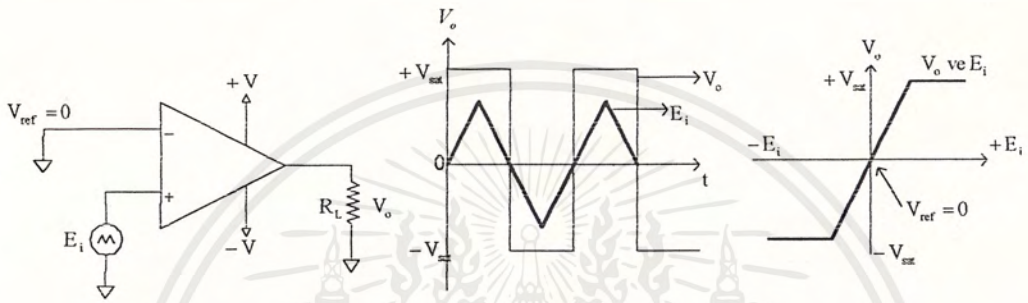 V_ref = 0
−
+
+V
−V
E_i
R_L
V_o
V_o
+V_sat
0
−V_sat
V_o
E_i
t
V_o
+V_sat
V_o ve E_i
−E_i
+E_i
V_ref = 0
−V_sat